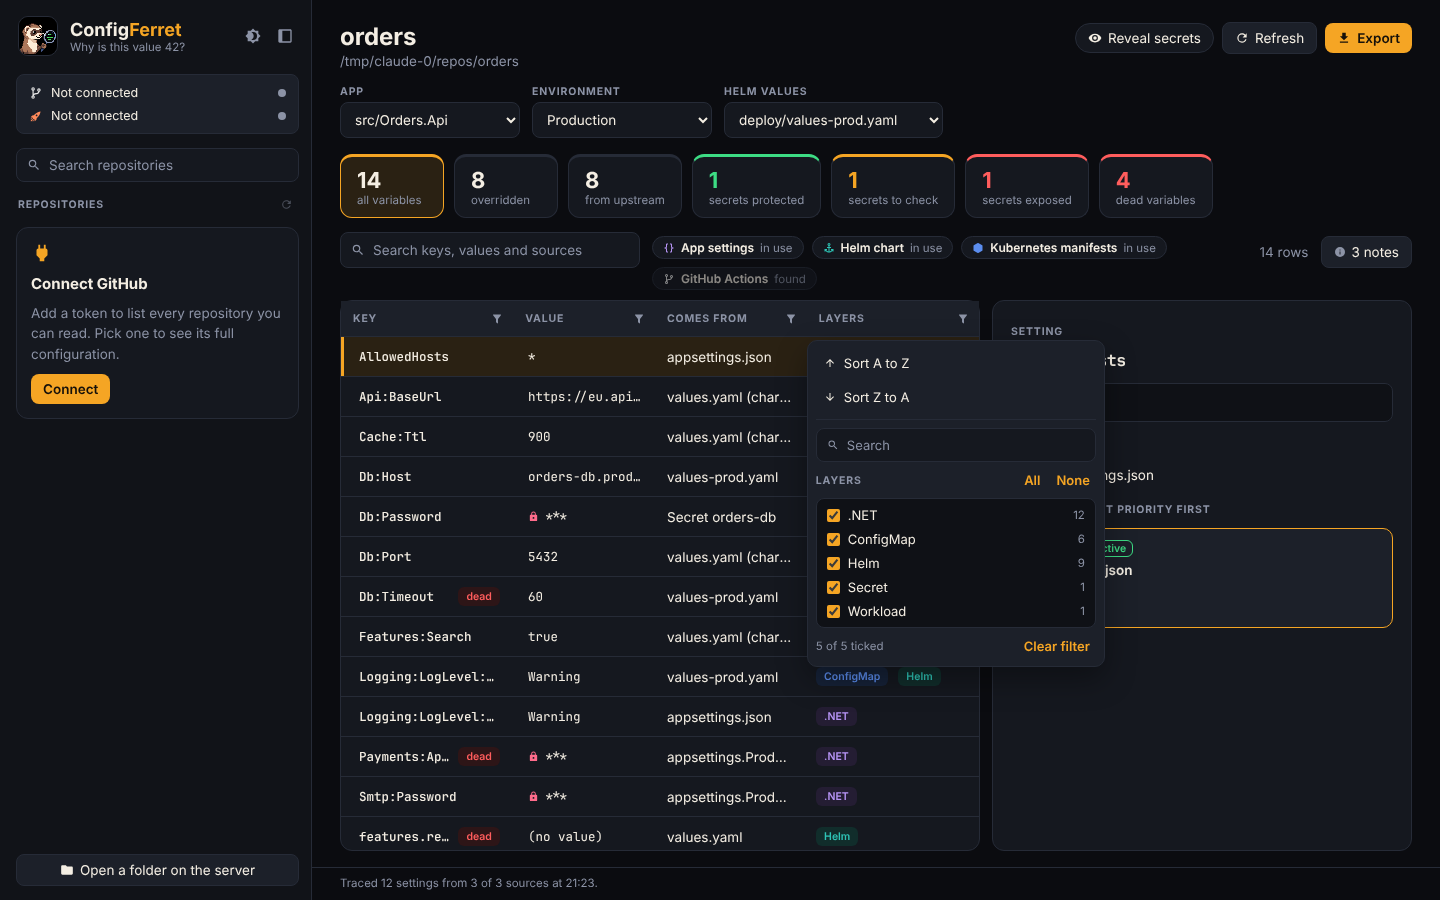 ConfigFerret
Why is this value 42?
Not connected
Not connected
Search repositories
REPOSITORIES
Connect GitHub
Add a token to list every repository you
can read. Pick one to see its full
configuration.
Connect
Open a folder on the server
orders
/tmp/claude-0/repos/orders
Reveal secrets
Refresh
Export
APP
ENVIRONMENT
HELM VALUES
src/Orders.Api
Production
deploy/values-prod.yaml
14
all variables
8
overridden
8
from upstream
1
secrets protected
1
secrets to check
1
secrets exposed
4
dead variables
Search keys, values and sources
App settings in use
Helm chart in use
Kubernetes manifests in use
GitHub Actions found
14 rows
3 notes
KEY VALUE COMES FROM LAYERS
AllowedHosts * appsettings.json
Api:BaseUrl https://eu.api… values.yaml (char…
Cache:Ttl 900 values.yaml (char…
Db:Host orders-db.prod… values-prod.yaml
Db:Password *** Secret orders-db
Db:Port 5432 values.yaml (char…
Db:Timeout dead 60 values-prod.yaml
Features:Search true values.yaml (char…
Logging:LogLevel:… Warning values-prod.yaml ConfigMap Helm
Logging:LogLevel:… Warning appsettings.json .NET
Payments:Ap… dead *** appsettings.Prod… .NET
Smtp:Password *** appsettings.Prod… .NET
features.re… dead (no value) values.yaml Helm
Sort A to Z
Sort Z to A
Search
LAYERS All None
.NET 12
ConfigMap 6
Helm 9
Secret 1
Workload 1
5 of 5 ticked Clear filter
SETTING
sts
ngs.json
T PRIORITY FIRST
ctive
json
Traced 12 settings from 3 of 3 sources at 21:23.